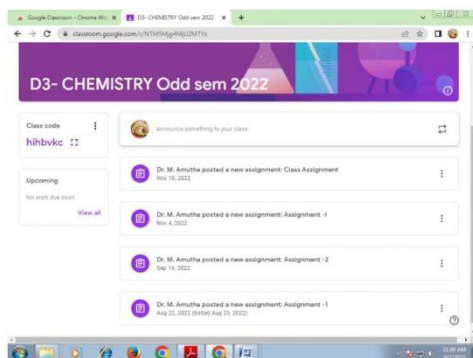 Google Classroom - Chrome We
D3- CHEMISTRY Odd sem 2022
classroom.google.com/c/
D3- CHEMISTRY Odd sem 2022
Class code
hihbvkc
Announce something to your class
Upcoming
No work due soon
View all
Dr. M. Amutha posted a new assignment: Class Assignment
Nov 18, 2022
Dr. M. Amutha posted a new assignment: Assignment -I
Nov 4, 2022
Dr. M. Amutha posted a new assignment: Assignment -2
Sep 16, 2022
Dr. M. Amutha posted a new assignment: Assignment -1
Aug 22, 2022 (Edited Aug 23, 2022)